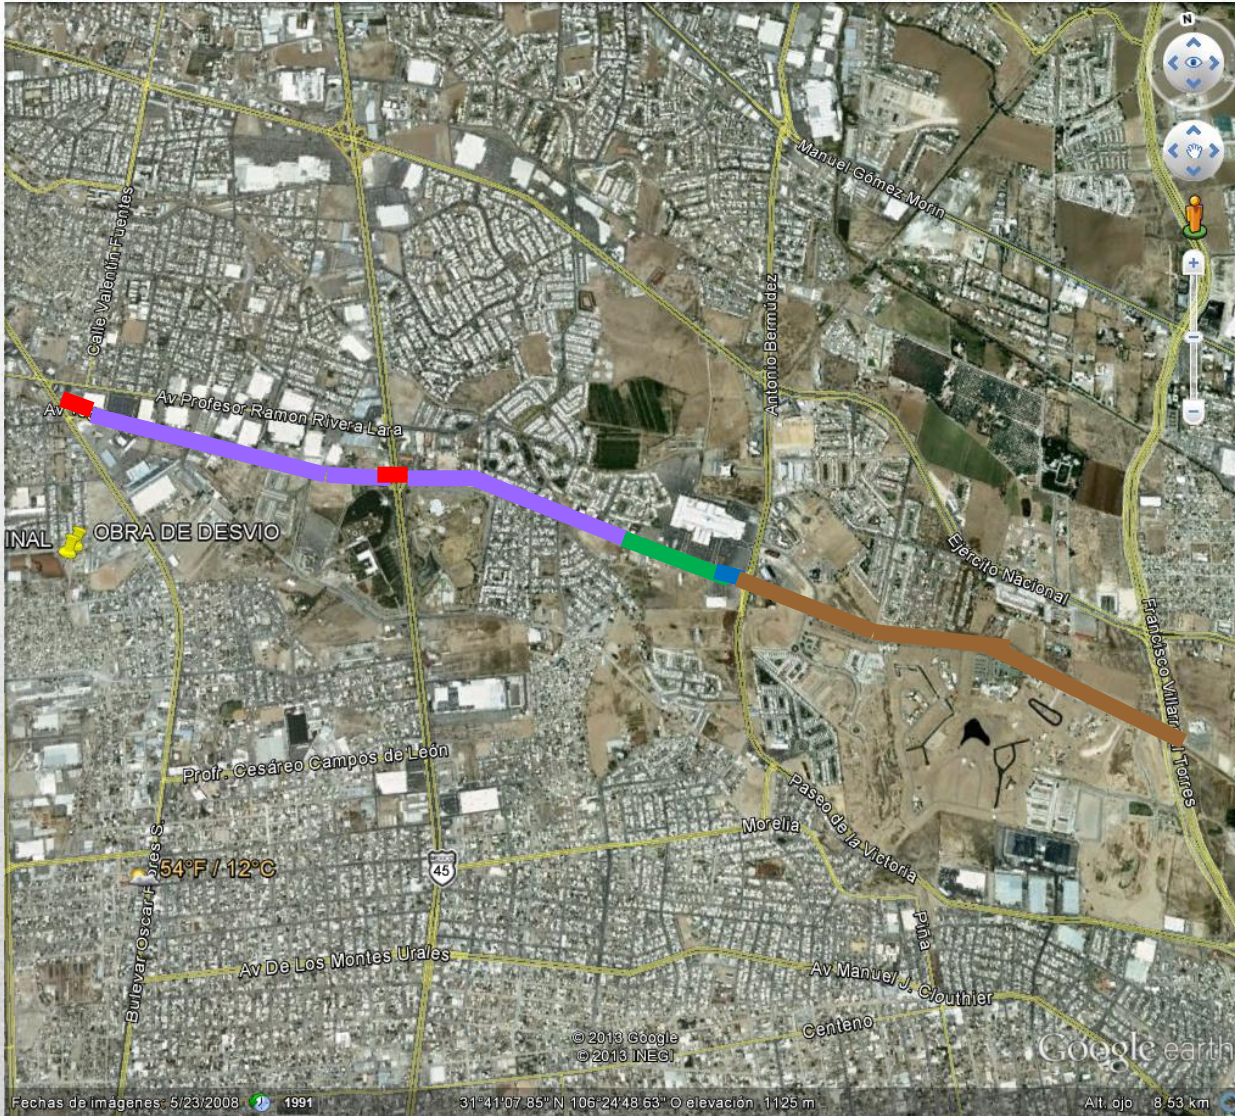 N
Manuel Gómez Morin
Calle Valentín Fuentes
Antonio Bermúdez
Av Profesor Ramon Rivera Lara
Av
INAL
OBRA DE DESVIO
Ejército Nacional
Francisco Villarr
l Torres
Profr. Cesáreo Campos de León
Paseo de la Victoria
Morelia
54°F / 12°C
45
Bulevar Oscar Flores S.
Piña
Av De Los Montes Urales
Av Manuel J. Clouthier
Centeno
© 2013 Google
© 2013 INEGI
Google earth
Fechas de imágenes: 5/23/2008 1991 31°41'07.85" N 106°24'48.63" O elevación 1125 m Alt. ojo 8.53 km